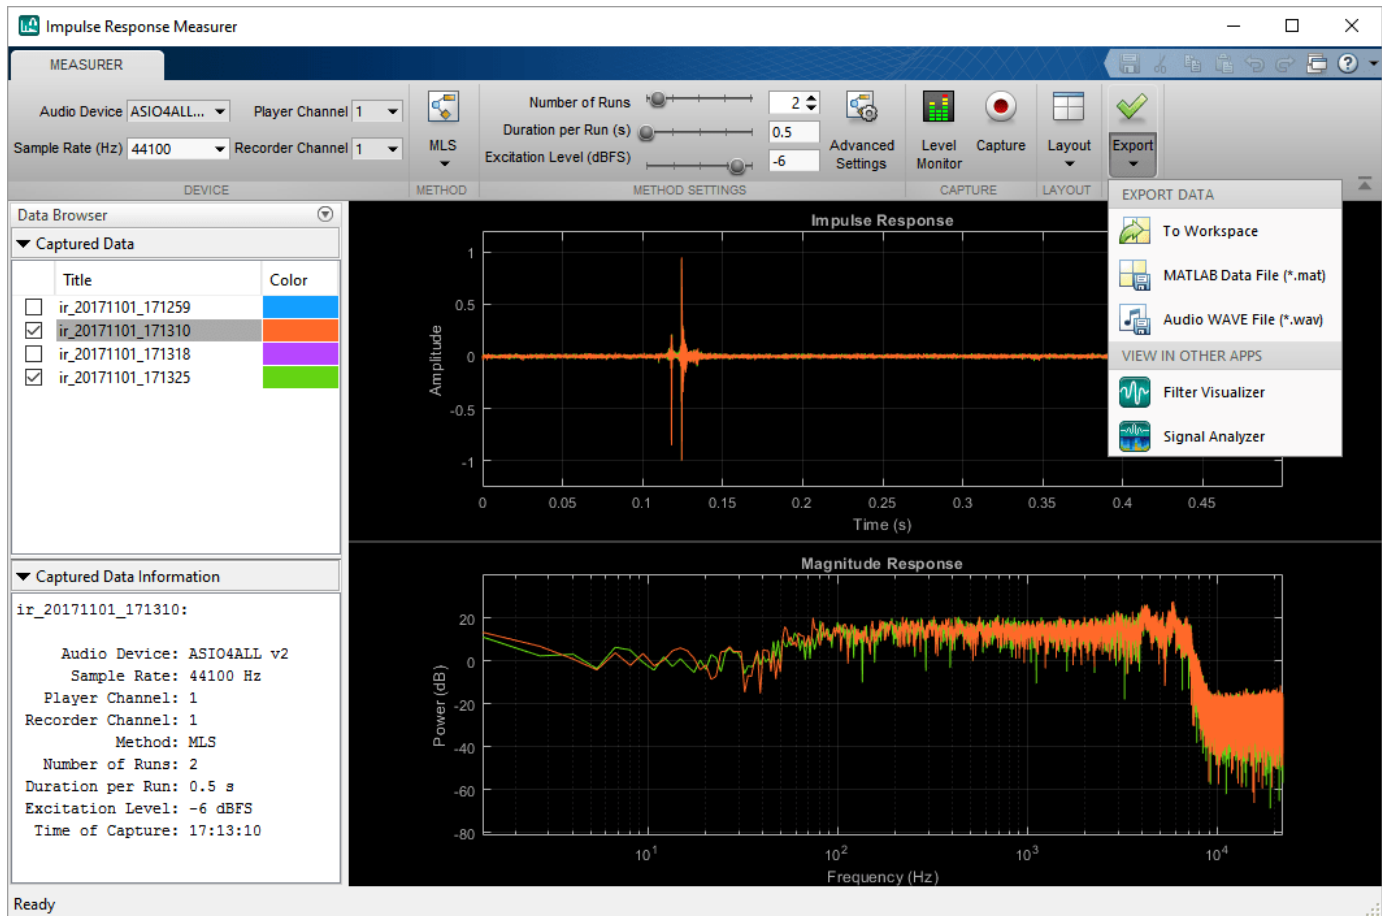 Impulse Response Measurer
MEASURER
Audio Device ASIO4ALL... Player Channel 1
Sample Rate (Hz) 44100 Recorder Channel 1
DEVICE
MLS
METHOD
Number of Runs 2
Duration per Run (s) 0.5
Excitation Level (dBFS) -6
Advanced
Settings
METHOD SETTINGS
Level
Monitor
Capture
CAPTURE
Layout
LAYOUT
Export
EXPORT DATA
To Workspace
MATLAB Data File (*.mat)
Audio WAVE File (*.wav)
VIEW IN OTHER APPS
Filter Visualizer
Signal Analyzer
Data Browser
Captured Data
Title Color
ir_20171101_171259
ir_20171101_171310
ir_20171101_171318
ir_20171101_171325
Captured Data Information
ir_20171101_171310:
Audio Device: ASIO4ALL v2
Sample Rate: 44100 Hz
Player Channel: 1
Recorder Channel: 1
Method: MLS
Number of Runs: 2
Duration per Run: 0.5 s
Excitation Level: -6 dBFS
Time of Capture: 17:13:10
Impulse Response
Amplitude
1
0.5
0
-0.5
-1
0 0.05 0.1 0.15 0.2 0.25 0.3 0.35 0.4 0.45
Time (s)
Magnitude Response
Power (dB)
20
0
-20
-40
-60
-80
10¹ 10² 10³ 10⁴
Frequency (Hz)
Ready